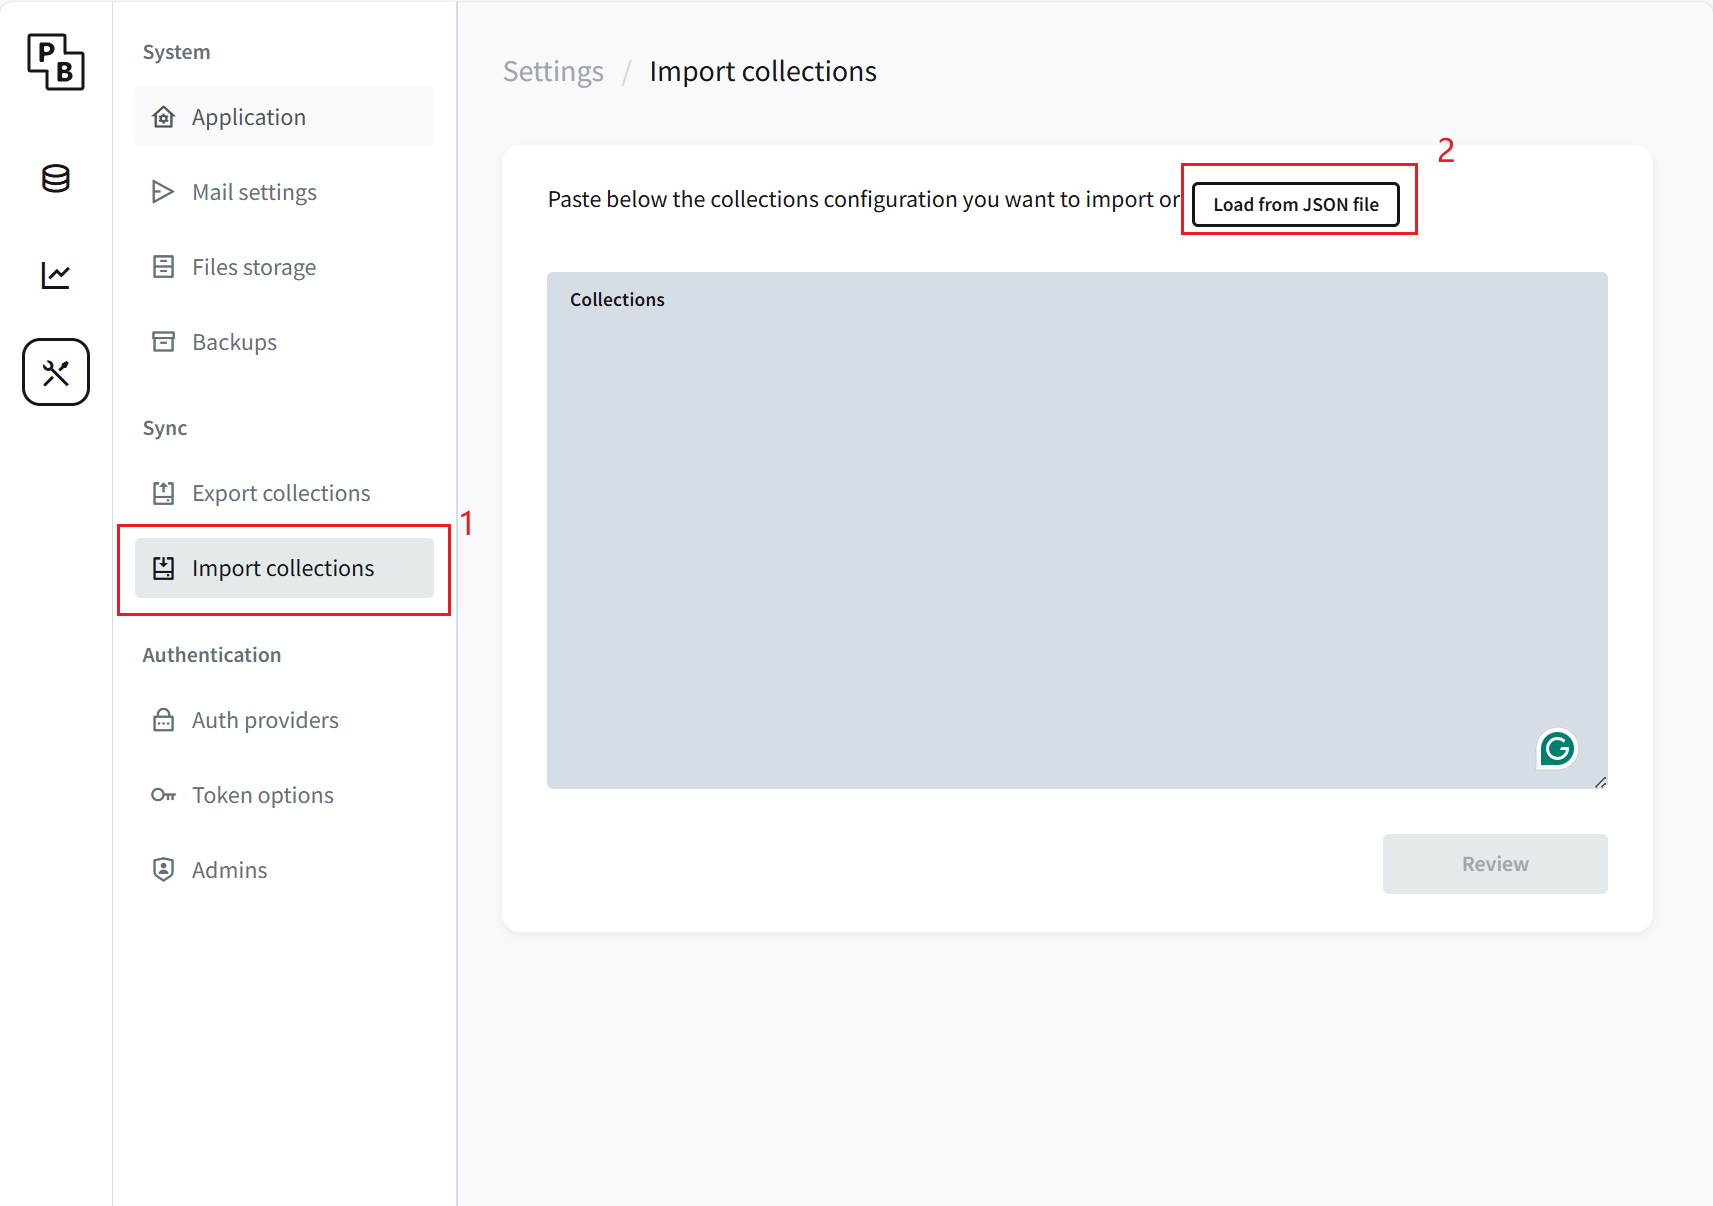 P
B
System
Application
Mail settings
Files storage
Backups
Sync
Export collections
Import collections
1
Authentication
Auth providers
Token options
Admins
Settings / Import collections
2
Paste below the collections configuration you want to import or Load from JSON file
Collections
G
Review